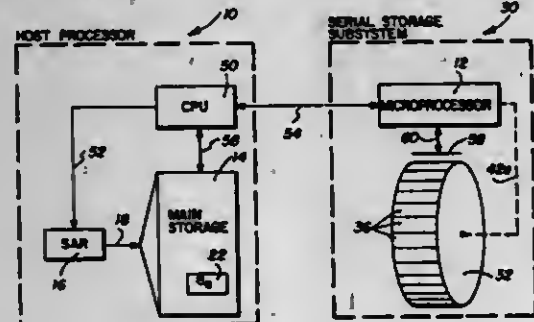 10
30
HOST PROCESSOR
SERIAL STORAGE
SUBSYSTEM
50
CPU
12
MICROPROCESSOR
54
52
56
14
60
58
42a
MAIN
STORAGE
18
SAR
16
22
36
32